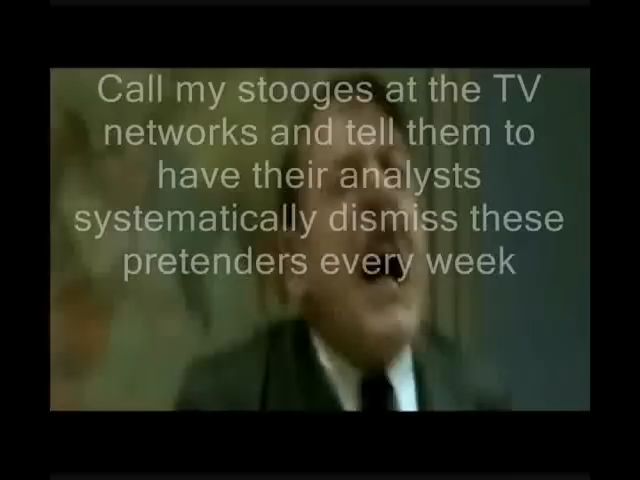 Call my stooges at the TV
networks and tell them to
have their analysts
systematically dismiss these
pretenders every week